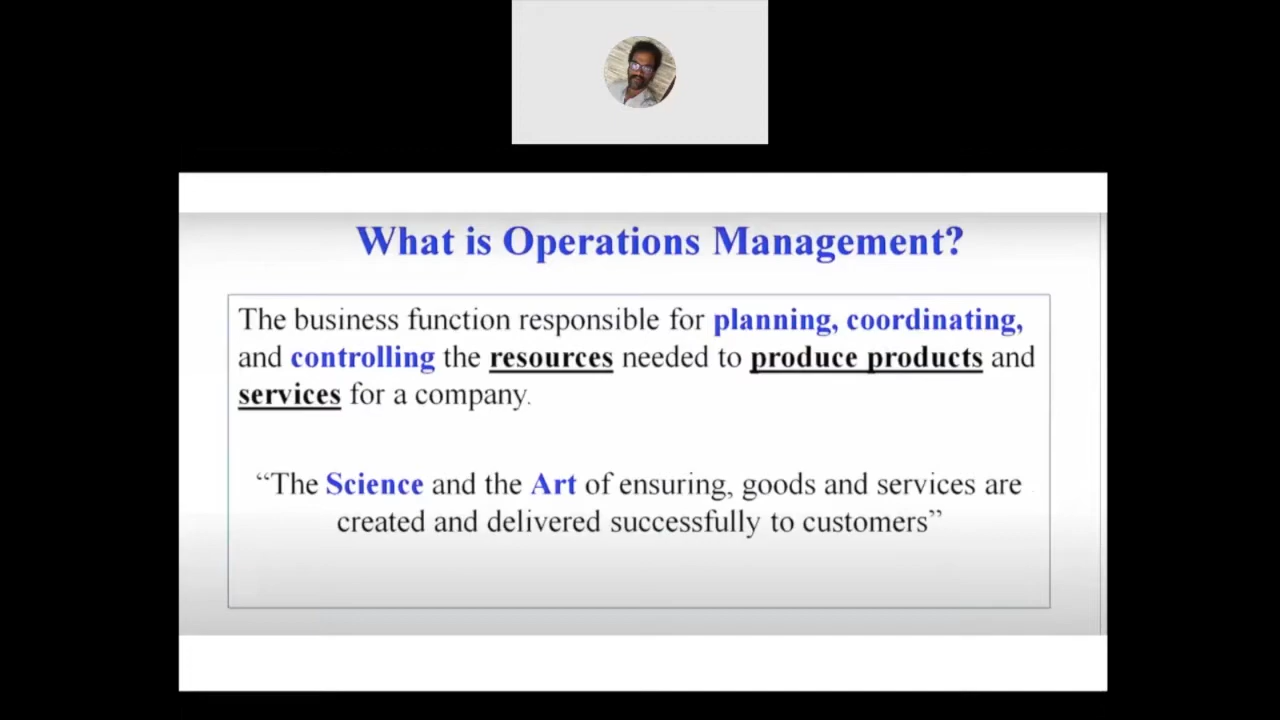 What is Operations Management?
The business function responsible for planning, coordinating,
and controlling the resources needed to produce products and
services for a company.
“The Science and the Art of ensuring, goods and services are
created and delivered successfully to customers”